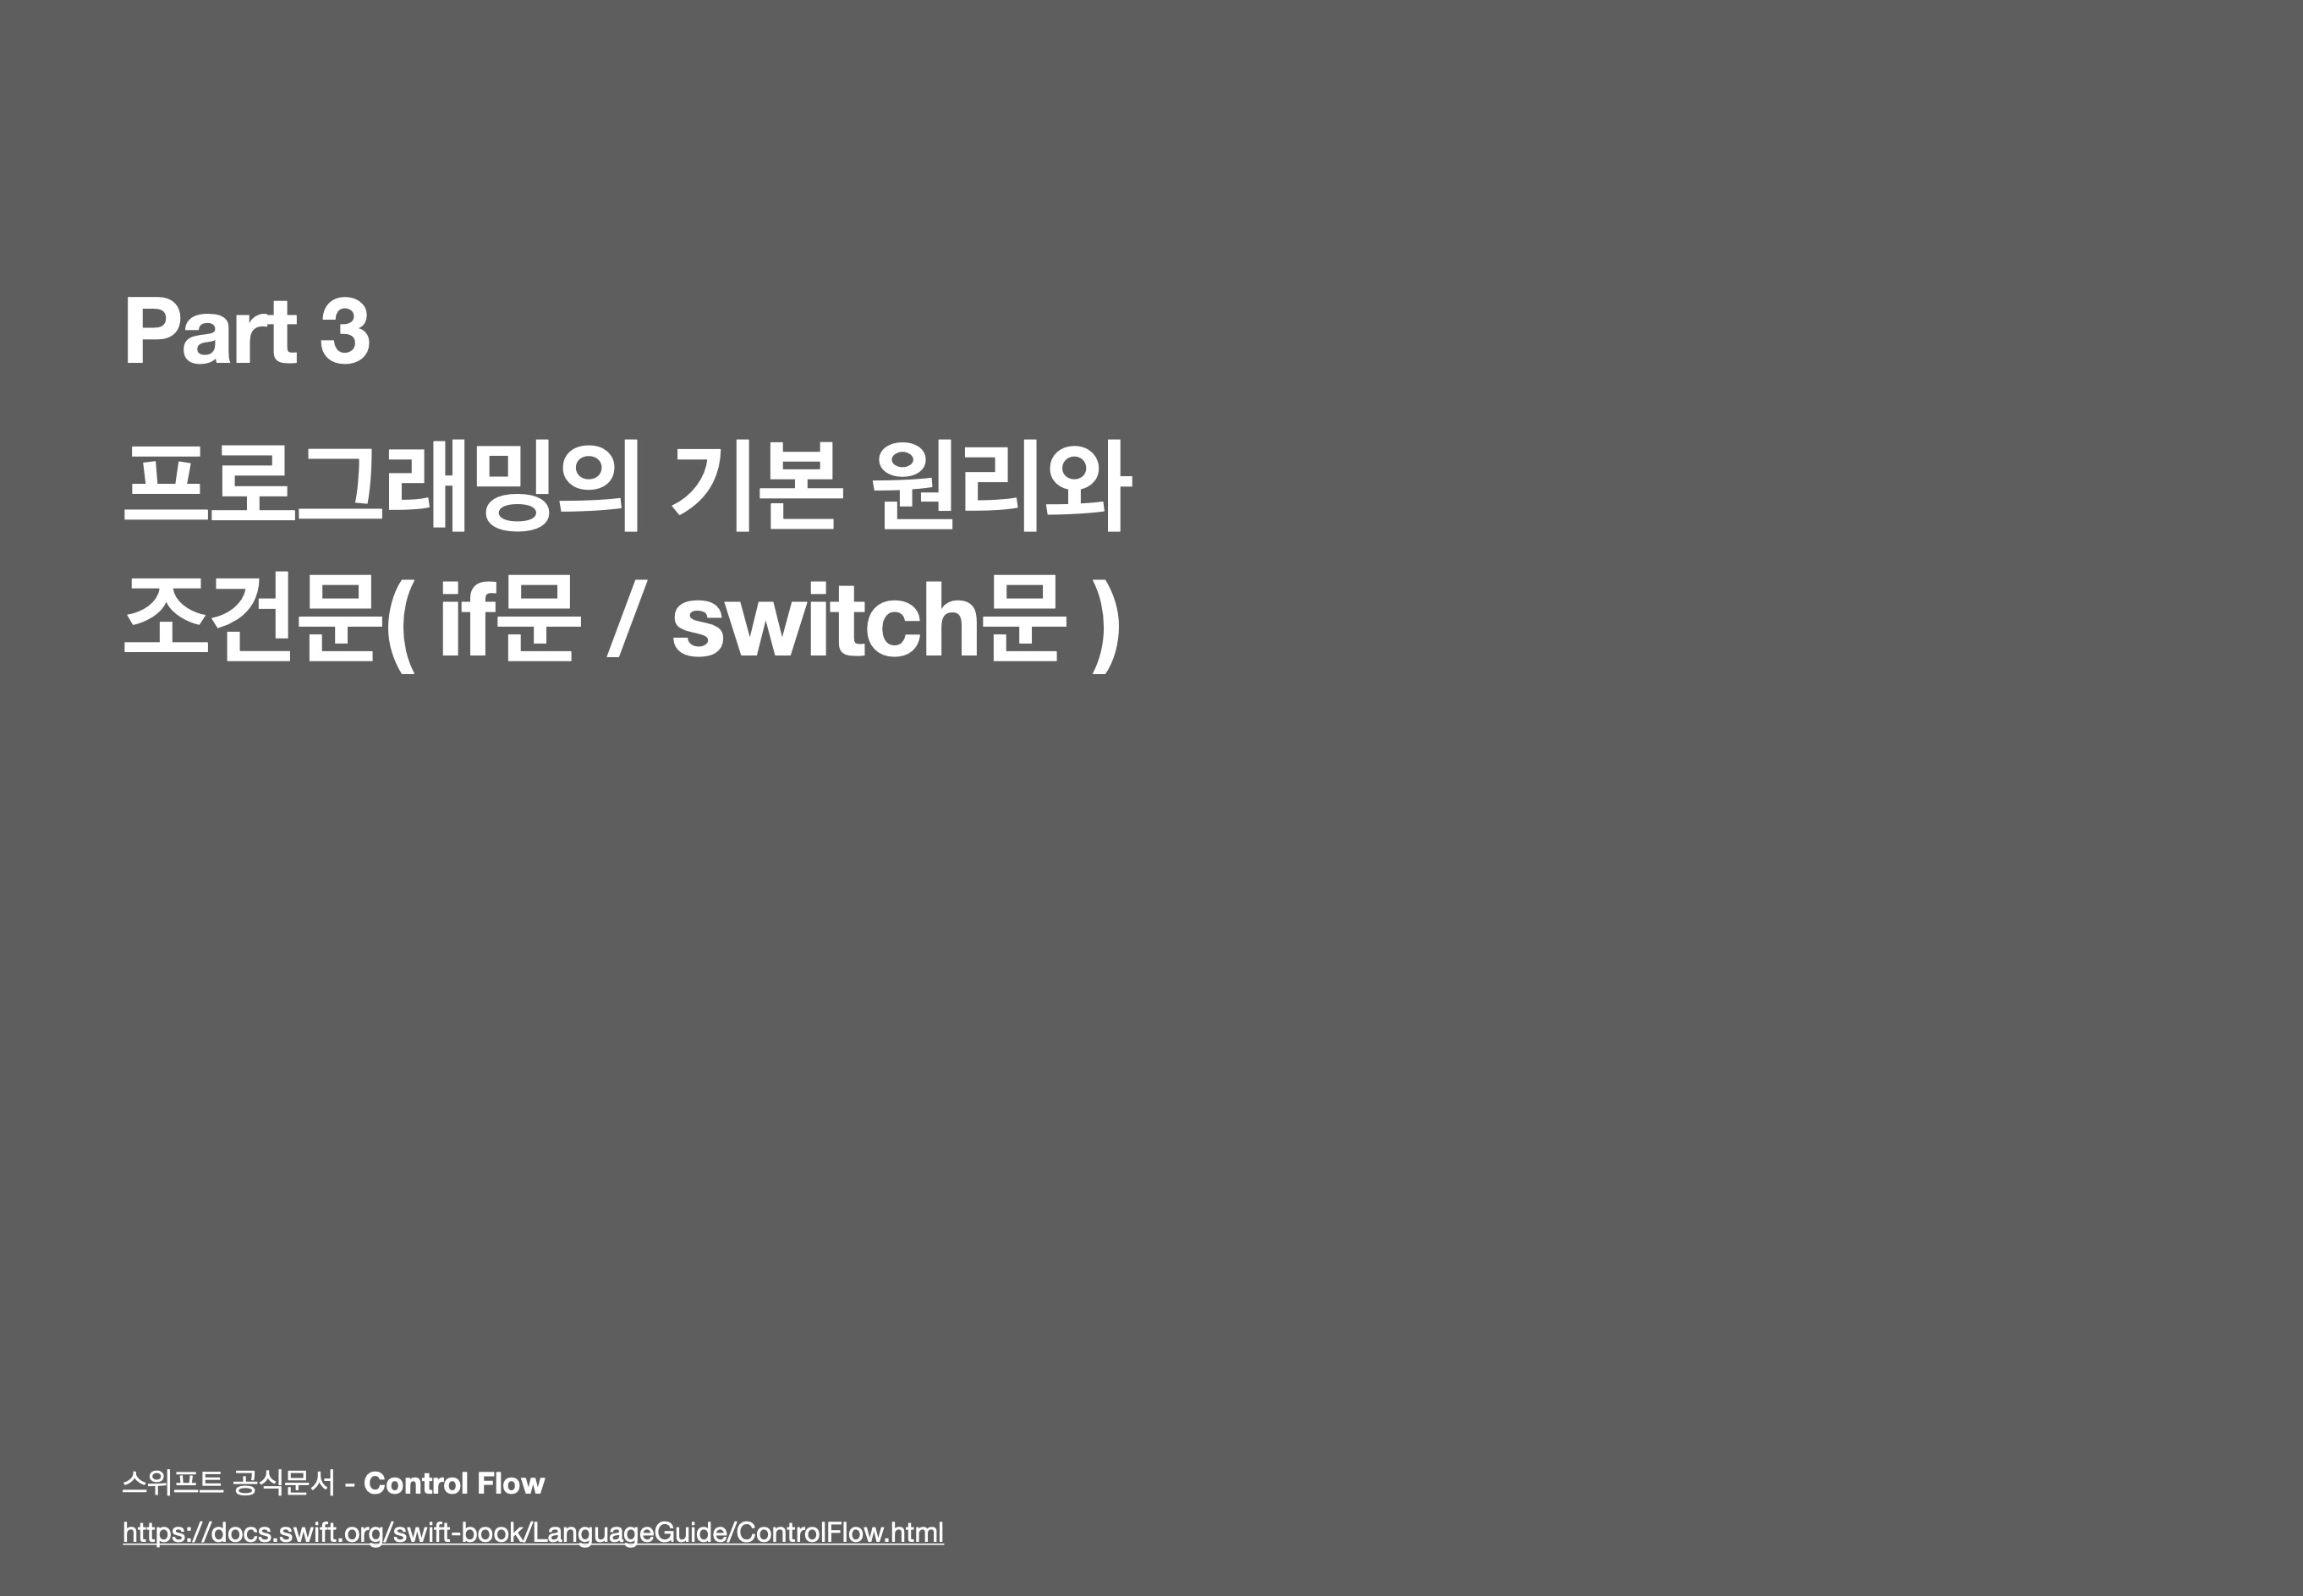 Part 3
프로그래밍의 기본 원리와
조건문( if문 / switch문 )
스위프트 공식문서 - Control Flow
https://docs.swift.org/swift-book/LanguageGuide/ControlFlow.html